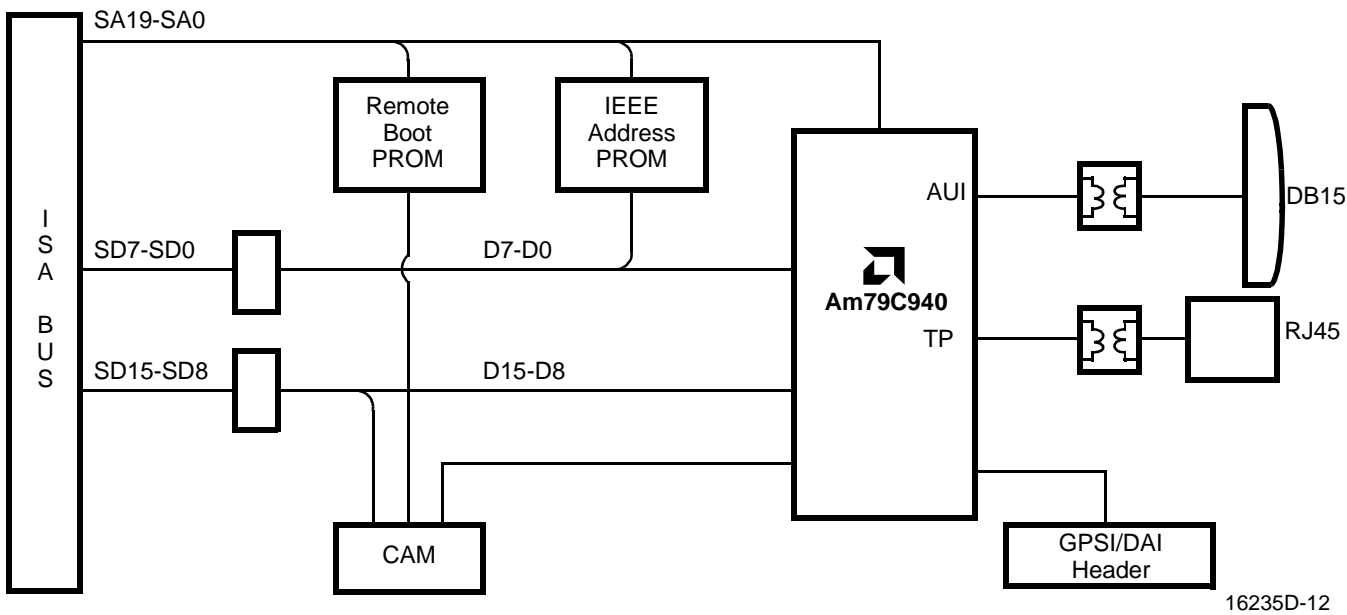 SA19-SA0
Remote
Boot
PROM
IEEE
Address
PROM
I
S
A
B
U
S
SD7-SD0
D7-D0
SD15-SD8
D15-D8
CAM
AUI
Am79C940
TP
DB15
RJ45
GPSI/DAI
Header
16235D-12